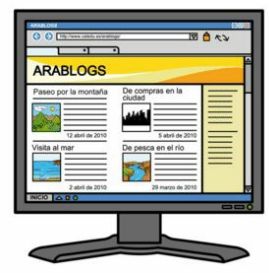 ARABLOGS
http://www.catedu.es/arablogs/
ARABLOGS
Paseo por la montaña
12 abril de 2010
De compras en la
ciudad
5 abril de 2010
Visita al mar
2 abril de 2010
De pesca en el río
29 marzo de 2010
INICIO